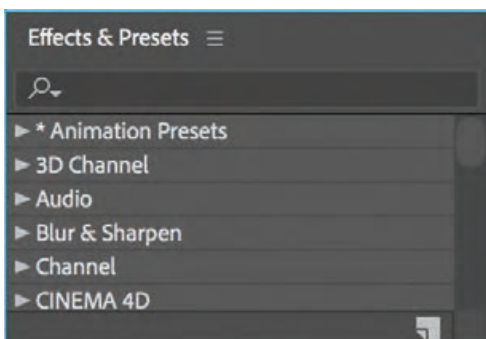 Effects & Presets
* Animation Presets
3D Channel
Audio
Blur & Sharpen
Channel
CINEMA 4D